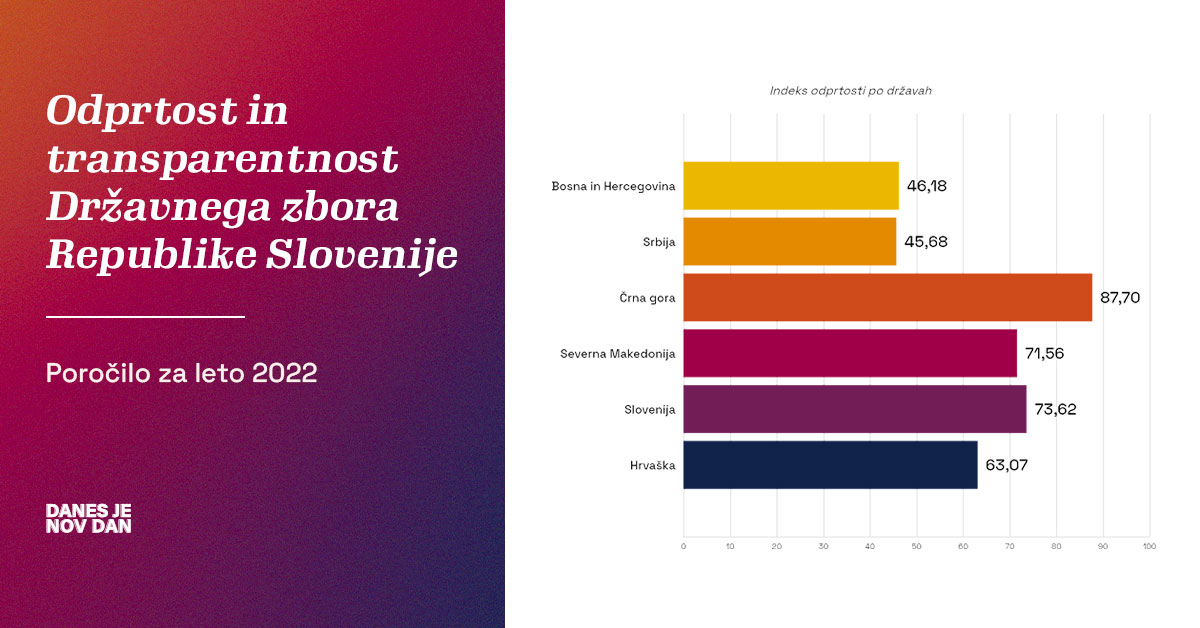 Odprtost in
transparentnost
Državnega zbora
Republike Slovenije
Poročilo za leto 2022
DANES JE
NOV DAN
Indeks odprtosti po državah
Bosna in Hercegovina 46,18
Srbija 45,68
Črna gora 87,70
Severna Makedonija 71,56
Slovenija 73,62
Hrvaška 63,07
0 10 20 30 40 50 60 70 80 90 100